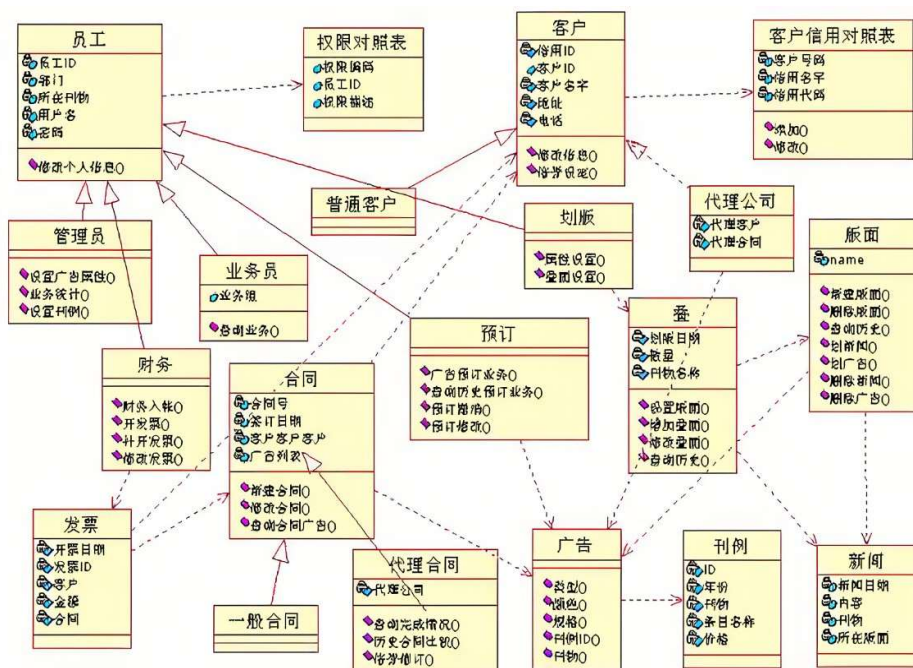 员工
员工ID
部门
所在刊物
用户名
密码
修改个人信息()
权限对照表
权限编码
员工ID
权限描述
客户
信用ID
客户ID
客户名字
地址
电话
修改信息()
信誉设定()
客户信用对照表
客户号码
信用名字
信用代码
添加()
修改()
普通客户
划版
属性设置()
叠面设置()
代理公司
代理客户
代理合同
版面
name
新建版面()
删除版面()
查询历史()
划新闻()
划广告()
删除新闻()
删除广告()
管理员
设置广告属性()
业务统计()
设置刊例()
业务员
业务组
查询业务()
叠
划版日期
数量
刊物名称
设置版面()
增加叠面()
修改叠面()
查询历史()
预订
广告预订业务()
查询历史预订业务()
预订撤消()
预订修改()
财务
财务入帐()
开发票()
补开发票()
修改发票()
合同
合同号
签订日期
客户客户客户
广告列表
新建合同()
修改合同()
查询合同广告()
发票
开票日期
发票ID
客户
金额
合同
一般合同
代理合同
代理公司
查询完成情况()
历史合同比较()
信誉修订()
广告
类型()
颜色()
规格()
刊例ID()
刊物()
刊例
ID
年份
刊物
条目名称
价格
新闻
新闻日期
内容
刊物
所在版面